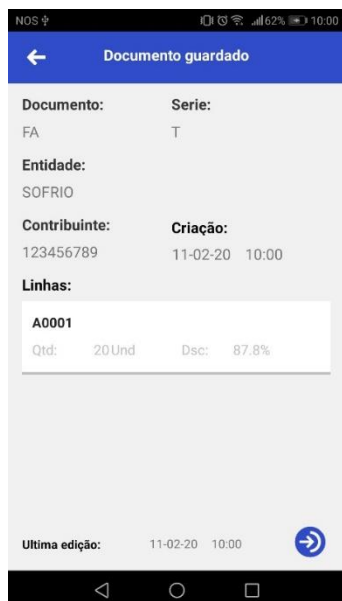 NOS 62% 10:00
Documento guardado
Documento: Serie:
FA T
Entidade:
SOFRIO
Contribuinte: Criação:
123456789 11-02-20 10:00
Linhas:
A0001
Qtd: 20 Und Dsc: 87.8%
Ultima edição: 11-02-20 10:00